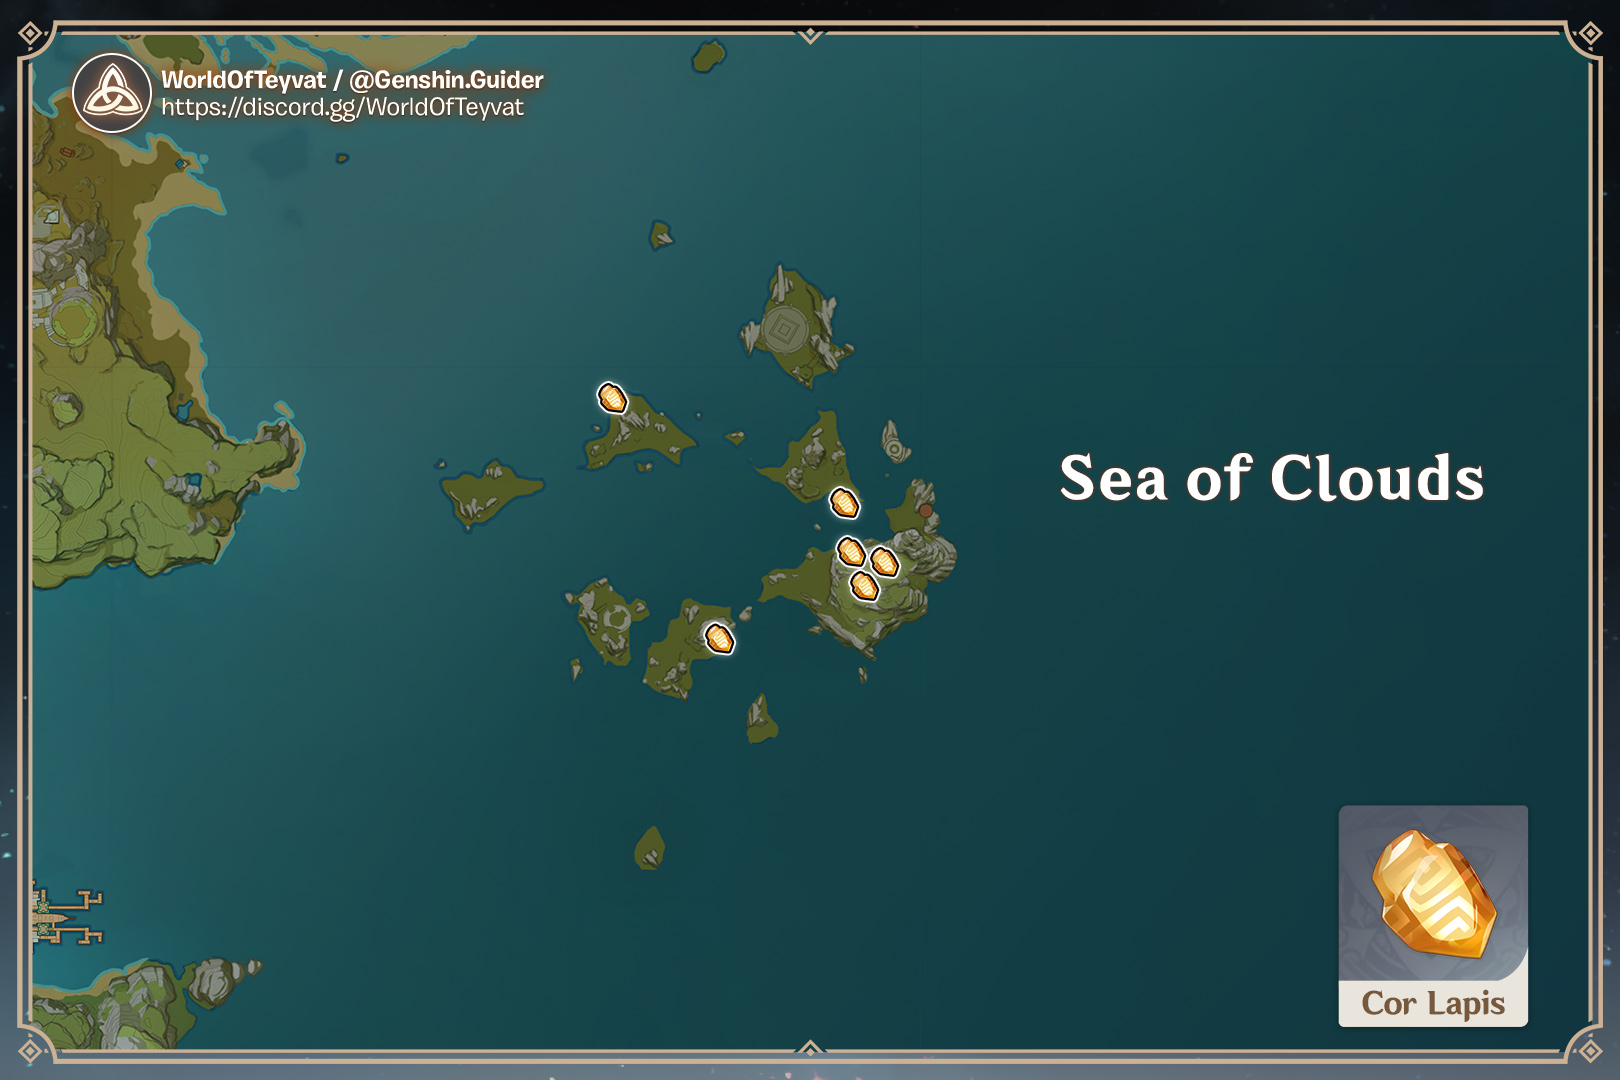 WorldOfTeyvat / @Genshin.Guider
https://discord.gg/WorldOfTeyvat
Sea of Clouds
Cor Lapis